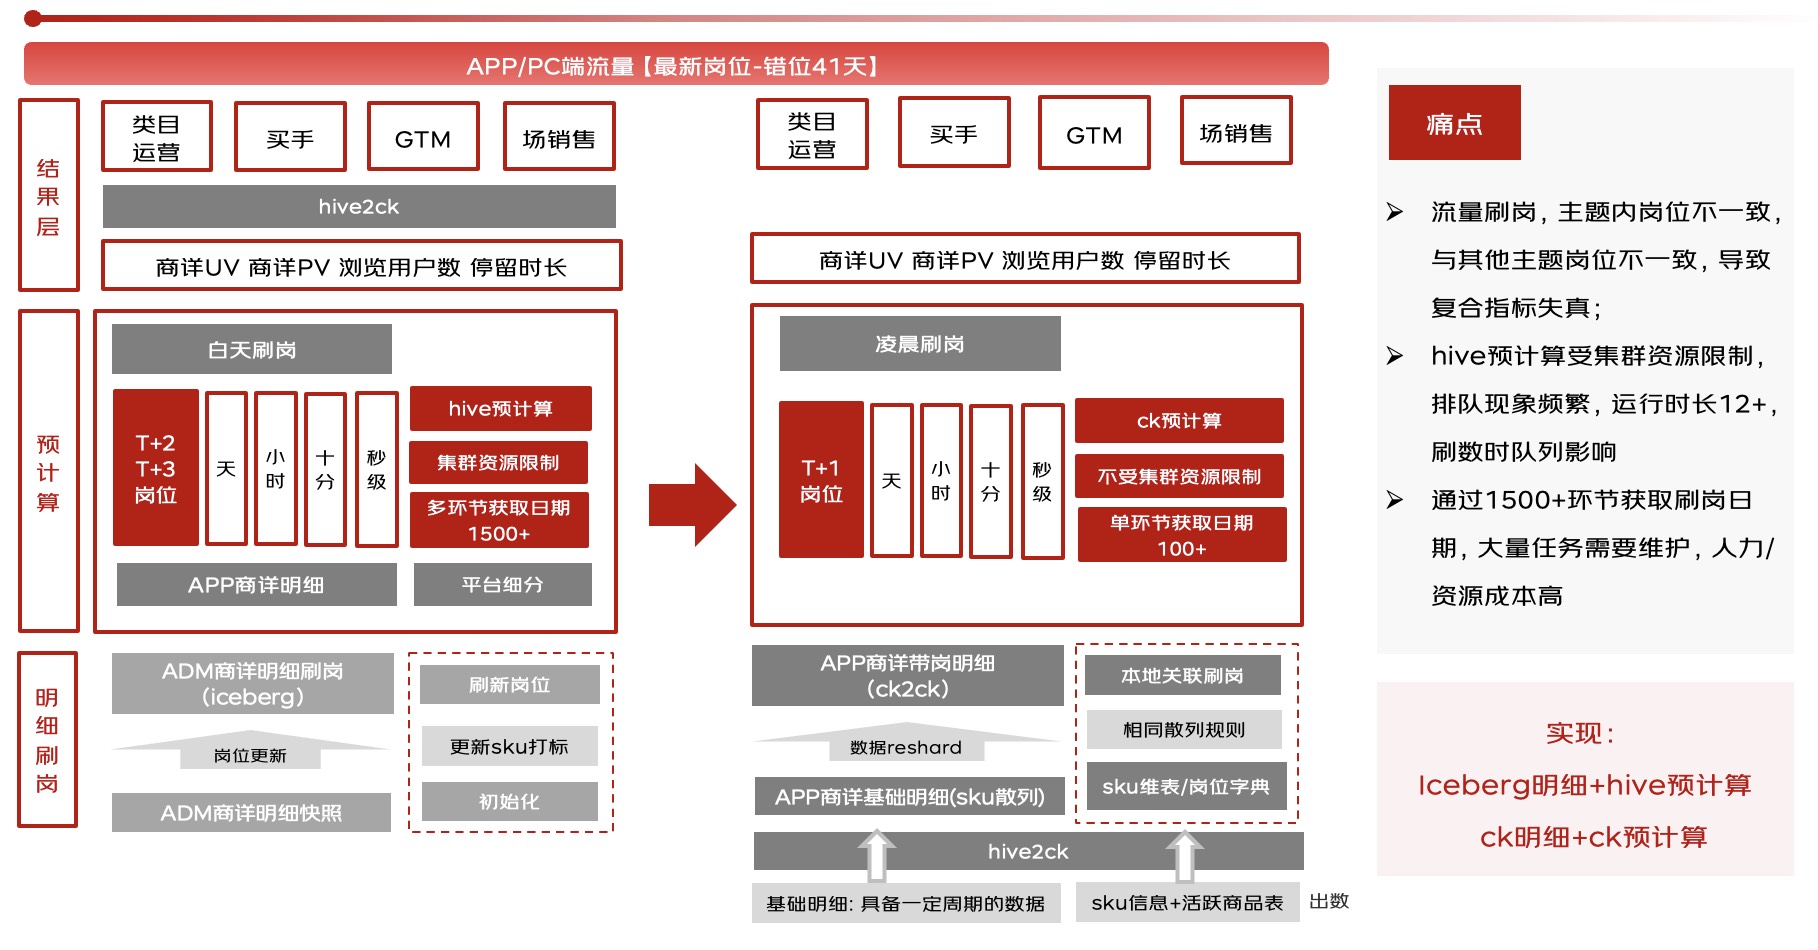 APP/PC端流量【最新岗位-错位41天】
结
果
层
类目
运营
买手
GTM
场销售
hive2ck
商详UV 商详PV 浏览用户数 停留时长
预
计
算
白天刷岗
T+2
T+3
岗位
天
小
时
十
分
秒
级
hive预计算
集群资源限制
多环节获取日期
1500+
APP商详明细
平台细分
明
细
刷
岗
ADM商详明细刷岗
（iceberg）
岗位更新
ADM商详明细快照
刷新岗位
更新sku打标
初始化
类目
运营
买手
GTM
场销售
商详UV 商详PV 浏览用户数 停留时长
凌晨刷岗
T+1
岗位
天
小
时
十
分
秒
级
ck预计算
不受集群资源限制
单环节获取日期
100+
APP商详带岗明细
（ck2ck）
数据reshard
APP商详基础明细(sku散列)
本地关联刷岗
相同散列规则
sku维表/岗位字典
hive2ck
基础明细: 具备一定周期的数据
sku信息+活跃商品表
出数
痛点
流量刷岗，主题内岗位不一致，
与其他主题岗位不一致，导致
复合指标失真；
hive预计算受集群资源限制，
排队现象频繁，运行时长12+，
刷数时队列影响
通过1500+环节获取刷岗日
期，大量任务需要维护，人力/
资源成本高
实现：
Iceberg明细+hive预计算
ck明细+ck预计算